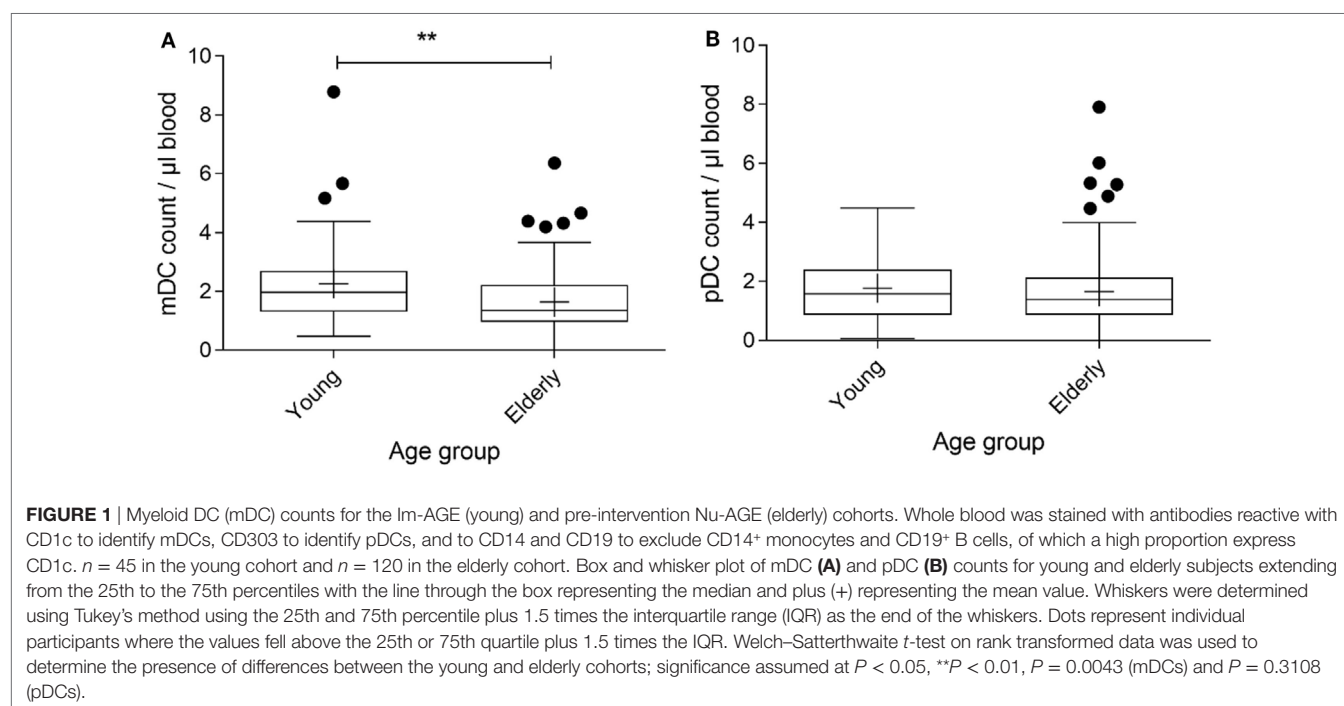 A
**
mDC count / µl blood
10
8
6
4
2
0
Young
Elderly
Age group
B
pDC count / µl blood
10
8
6
4
2
0
Young
Elderly
Age group
FIGURE 1 | Myeloid DC (mDC) counts for the Im-AGE (young) and pre-intervention Nu-AGE (elderly) cohorts. Whole blood was stained with antibodies reactive with
CD1c to identify mDCs, CD303 to identify pDCs, and to CD14 and CD19 to exclude CD14⁺ monocytes and CD19⁺ B cells, of which a high proportion express
CD1c. n = 45 in the young cohort and n = 120 in the elderly cohort. Box and whisker plot of mDC (A) and pDC (B) counts for young and elderly subjects extending
from the 25th to the 75th percentiles with the line through the box representing the median and plus (+) representing the mean value. Whiskers were determined
using Tukey's method using the 25th and 75th percentile plus 1.5 times the interquartile range (IQR) as the end of the whiskers. Dots represent individual
participants where the values fell above the 25th or 75th quartile plus 1.5 times the IQR. Welch–Satterthwaite t-test on rank transformed data was used to
determine the presence of differences between the young and elderly cohorts; significance assumed at P < 0.05, **P < 0.01, P = 0.0043 (mDCs) and P = 0.3108
(pDCs).